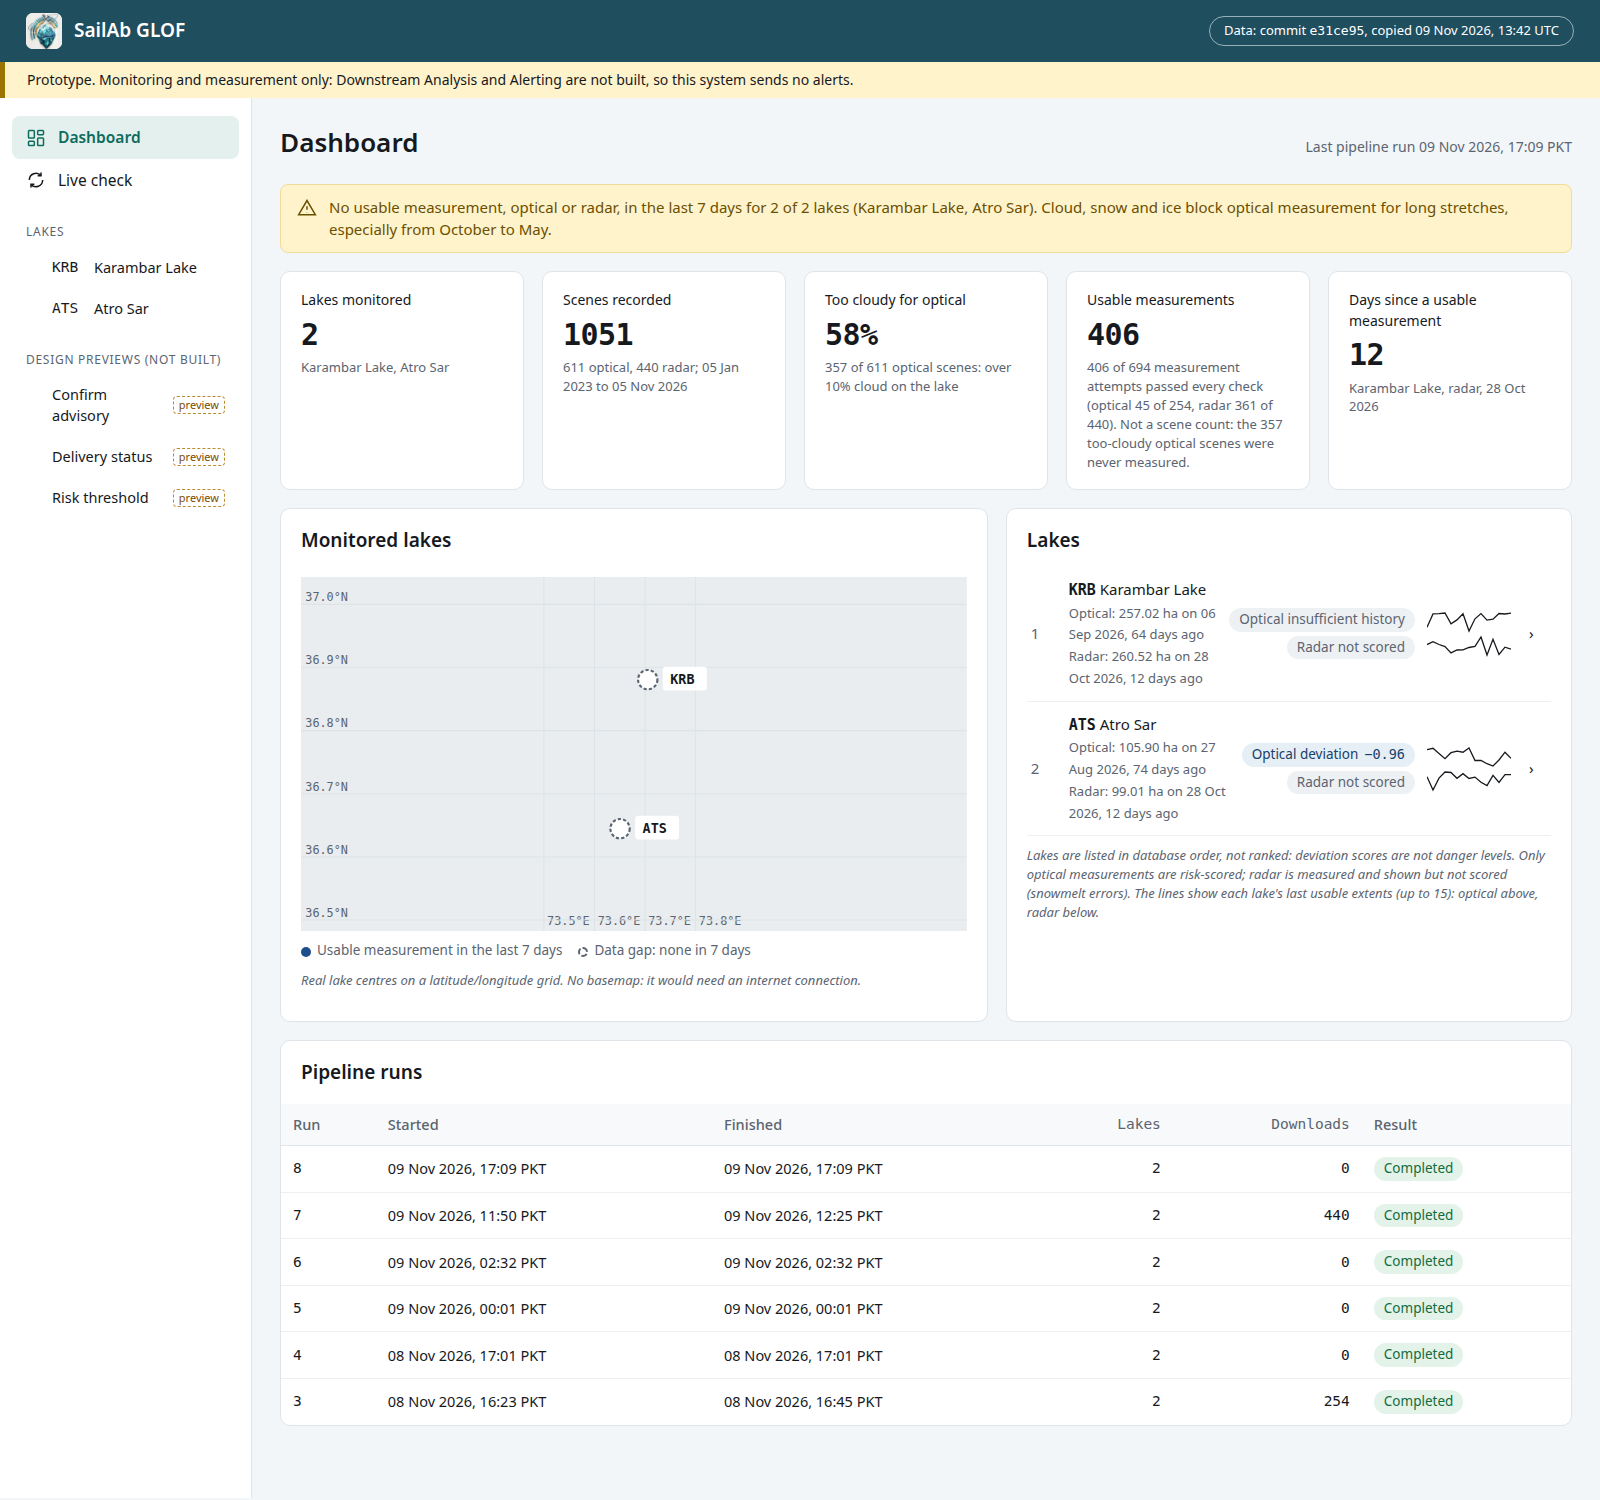 SailAb GLOF
Data: commit e31ce95, copied 09 Nov 2026, 13:42 UTC
Prototype. Monitoring and measurement only: Downstream Analysis and Alerting are not built, so this system sends no alerts.
Dashboard
Live check
LAKES
KRB Karambar Lake
ATS Atro Sar
DESIGN PREVIEWS (NOT BUILT)
Confirm
advisory
preview
Delivery status preview
Risk threshold preview
Dashboard
Last pipeline run 09 Nov 2026, 17:09 PKT
No usable measurement, optical or radar, in the last 7 days for 2 of 2 lakes (Karambar Lake, Atro Sar). Cloud, snow and ice block optical measurement for long stretches,
especially from October to May.
Lakes monitored
2
Karambar Lake, Atro Sar
Scenes recorded
1051
611 optical, 440 radar; 05 Jan
2023 to 05 Nov 2026
Too cloudy for optical
58%
357 of 611 optical scenes: over
10% cloud on the lake
Usable measurements
406
406 of 694 measurement
attempts passed every check
(optical 45 of 254, radar 361 of
440). Not a scene count: the 357
too-cloudy optical scenes were
never measured.
Days since a usable
measurement
12
Karambar Lake, radar, 28 Oct
2026
Monitored lakes
37.0°N
36.9°N
KRB
36.8°N
36.7°N
ATS
36.6°N
36.5°N
73.5°E 73.6°E 73.7°E 73.8°E
Usable measurement in the last 7 days Data gap: none in 7 days
Real lake centres on a latitude/longitude grid. No basemap: it would need an internet connection.
Lakes
1
KRB Karambar Lake
Optical: 257.02 ha on 06
Sep 2026, 64 days ago
Radar: 260.52 ha on 28
Oct 2026, 12 days ago
Optical insufficient history
Radar not scored
›
2
ATS Atro Sar
Optical: 105.90 ha on 27
Aug 2026, 74 days ago
Radar: 99.01 ha on 28 Oct
2026, 12 days ago
Optical deviation −0.96
Radar not scored
›
Lakes are listed in database order, not ranked: deviation scores are not danger levels. Only
optical measurements are risk-scored; radar is measured and shown but not scored
(snowmelt errors). The lines show each lake's last usable extents (up to 15): optical above,
radar below.
Pipeline runs
Run Started Finished Lakes Downloads Result
8 09 Nov 2026, 17:09 PKT 09 Nov 2026, 17:09 PKT 2 0 Completed
7 09 Nov 2026, 11:50 PKT 09 Nov 2026, 12:25 PKT 2 440 Completed
6 09 Nov 2026, 02:32 PKT 09 Nov 2026, 02:32 PKT 2 0 Completed
5 09 Nov 2026, 00:01 PKT 09 Nov 2026, 00:01 PKT 2 0 Completed
4 08 Nov 2026, 17:01 PKT 08 Nov 2026, 17:01 PKT 2 0 Completed
3 08 Nov 2026, 16:23 PKT 08 Nov 2026, 16:45 PKT 2 254 Completed